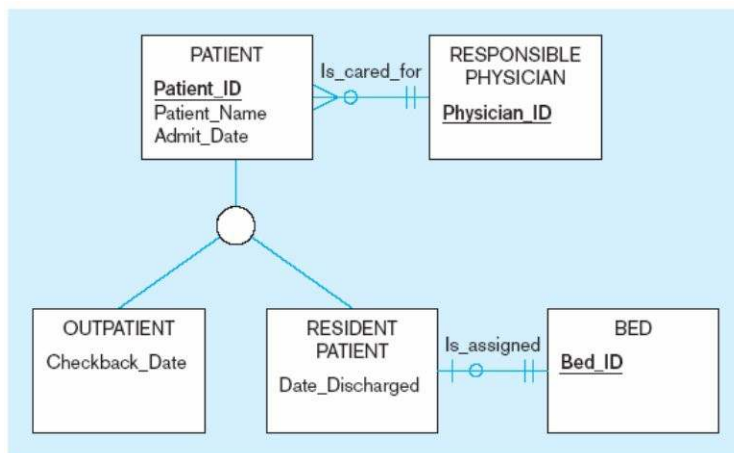 PATIENT
Patient_ID
Patient_Name
Admit_Date
Is_cared_for
RESPONSIBLE
PHYSICIAN
Physician_ID
OUTPATIENT
Checkback_Date
RESIDENT
PATIENT
Date_Discharged
Is_assigned
BED
Bed_ID